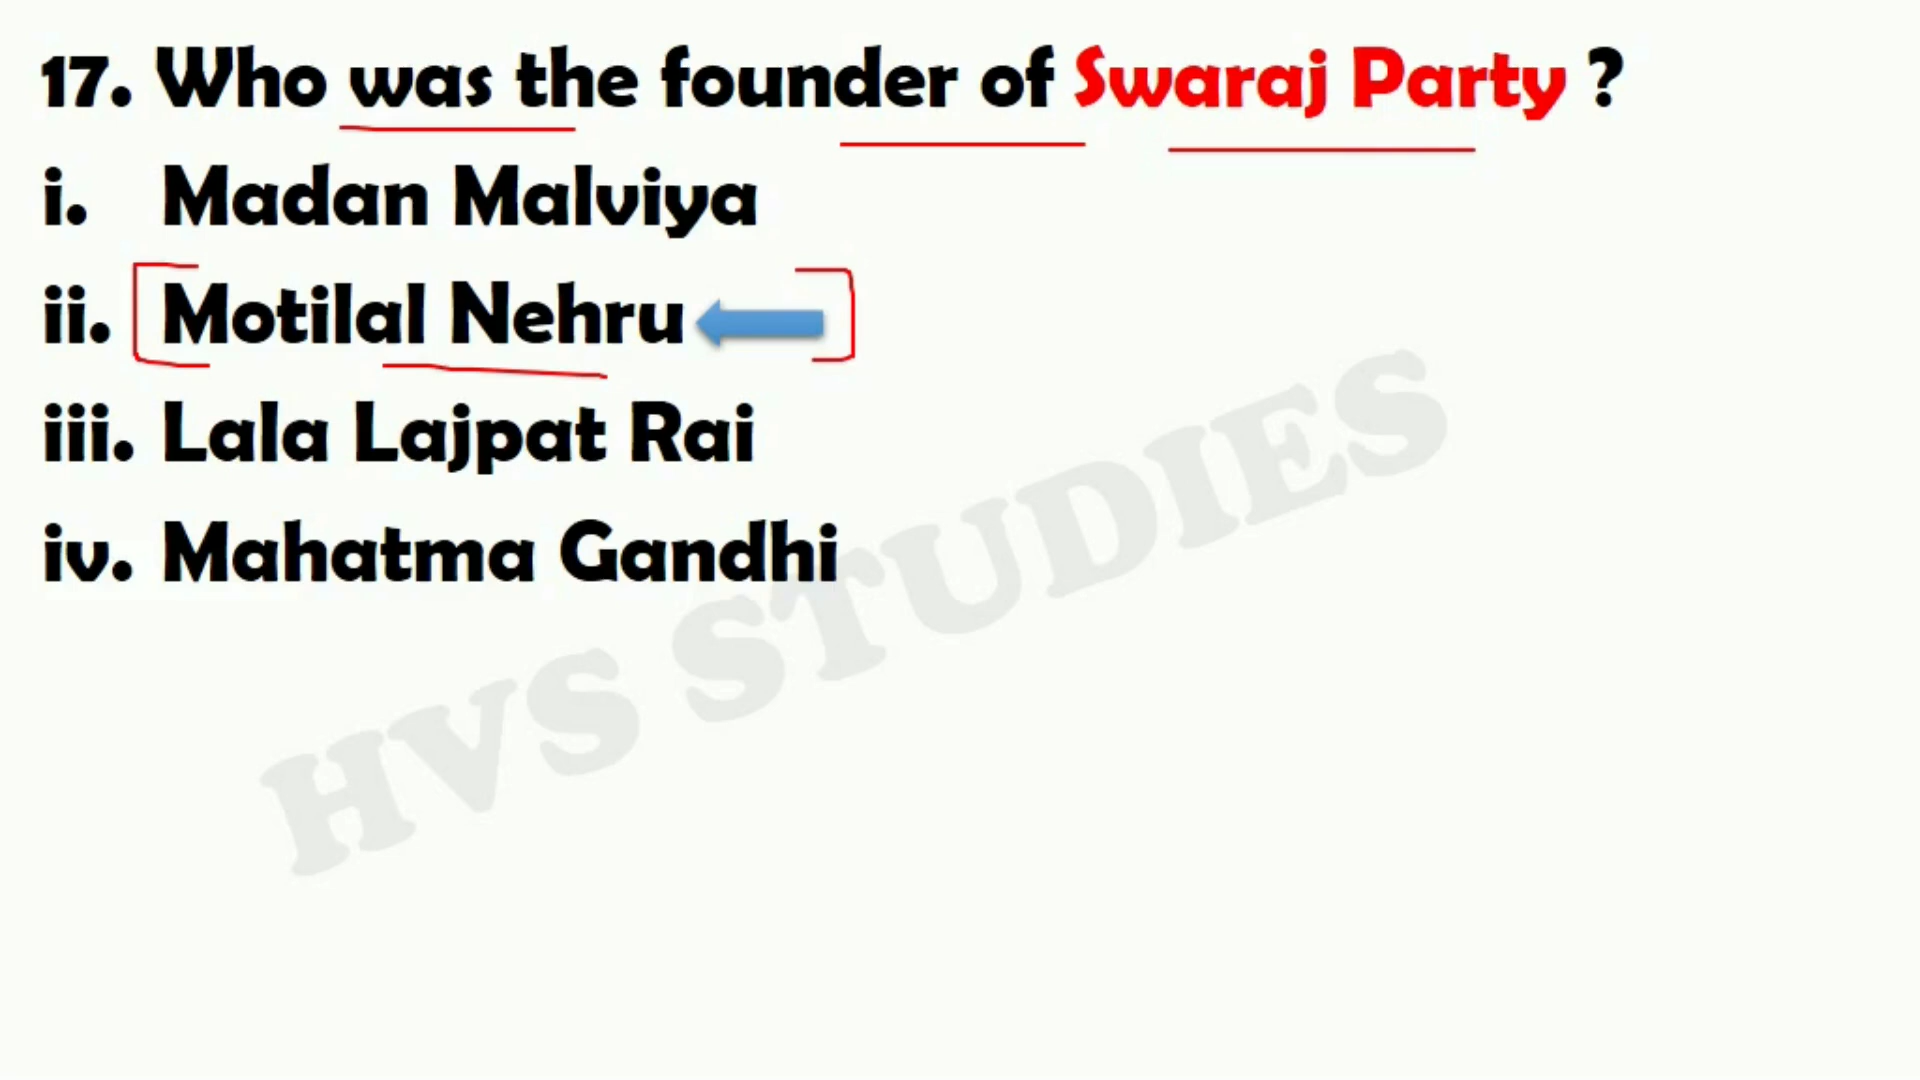 17. Who was the founder of Swaraj Party ?
i. Madan Malviya
ii. Motilal Nehru
iii. Lala Lajpat Rai
iv. Mahatma Gandhi
HVS STUDIES